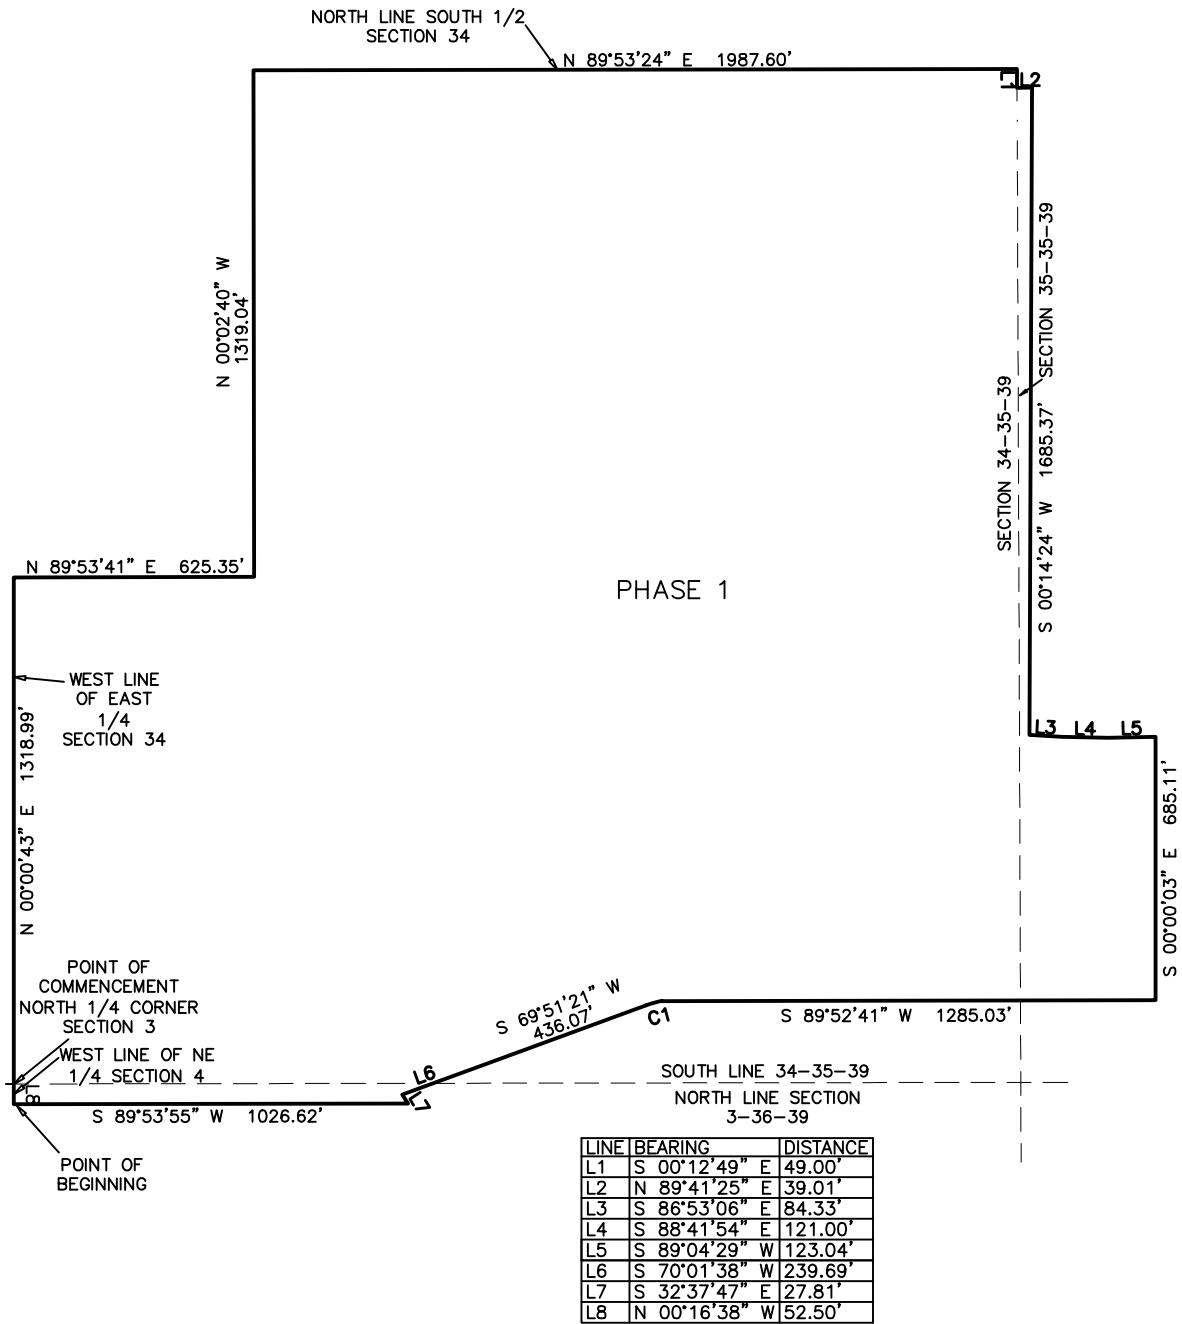 NORTH LINE SOUTH 1/2
SECTION 34
N 89°53'24" E 1987.60'
L1
L2
N 00°02'40" W
1319.04'
SECTION 35-35-39
SECTION 34-35-39
S 00°14'24" W 1685.37'
N 89°53'41" E 625.35'
PHASE 1
WEST LINE
OF EAST
1/4
SECTION 34
N 00°00'43" E 1318.99'
L3
L4
L5
S 00°00'03" E 685.11'
POINT OF
COMMENCEMENT
NORTH 1/4 CORNER
SECTION 3
WEST LINE OF NE
1/4 SECTION 4
L8
S 69°51'21" W
436.07'
C1
S 89°52'41" W 1285.03'
L6
L7
SOUTH LINE 34-35-39
NORTH LINE SECTION
3-36-39
S 89°53'55" W 1026.62'
POINT OF
BEGINNING
LINE BEARING DISTANCE
L1 S 00°12'49" E 49.00'
L2 N 89°41'25" E 39.01'
L3 S 86°53'06" E 84.33'
L4 S 88°41'54" E 121.00'
L5 S 89°04'29" W 123.04'
L6 S 70°01'38" W 239.69'
L7 S 32°37'47" E 27.81'
L8 N 00°16'38" W 52.50'